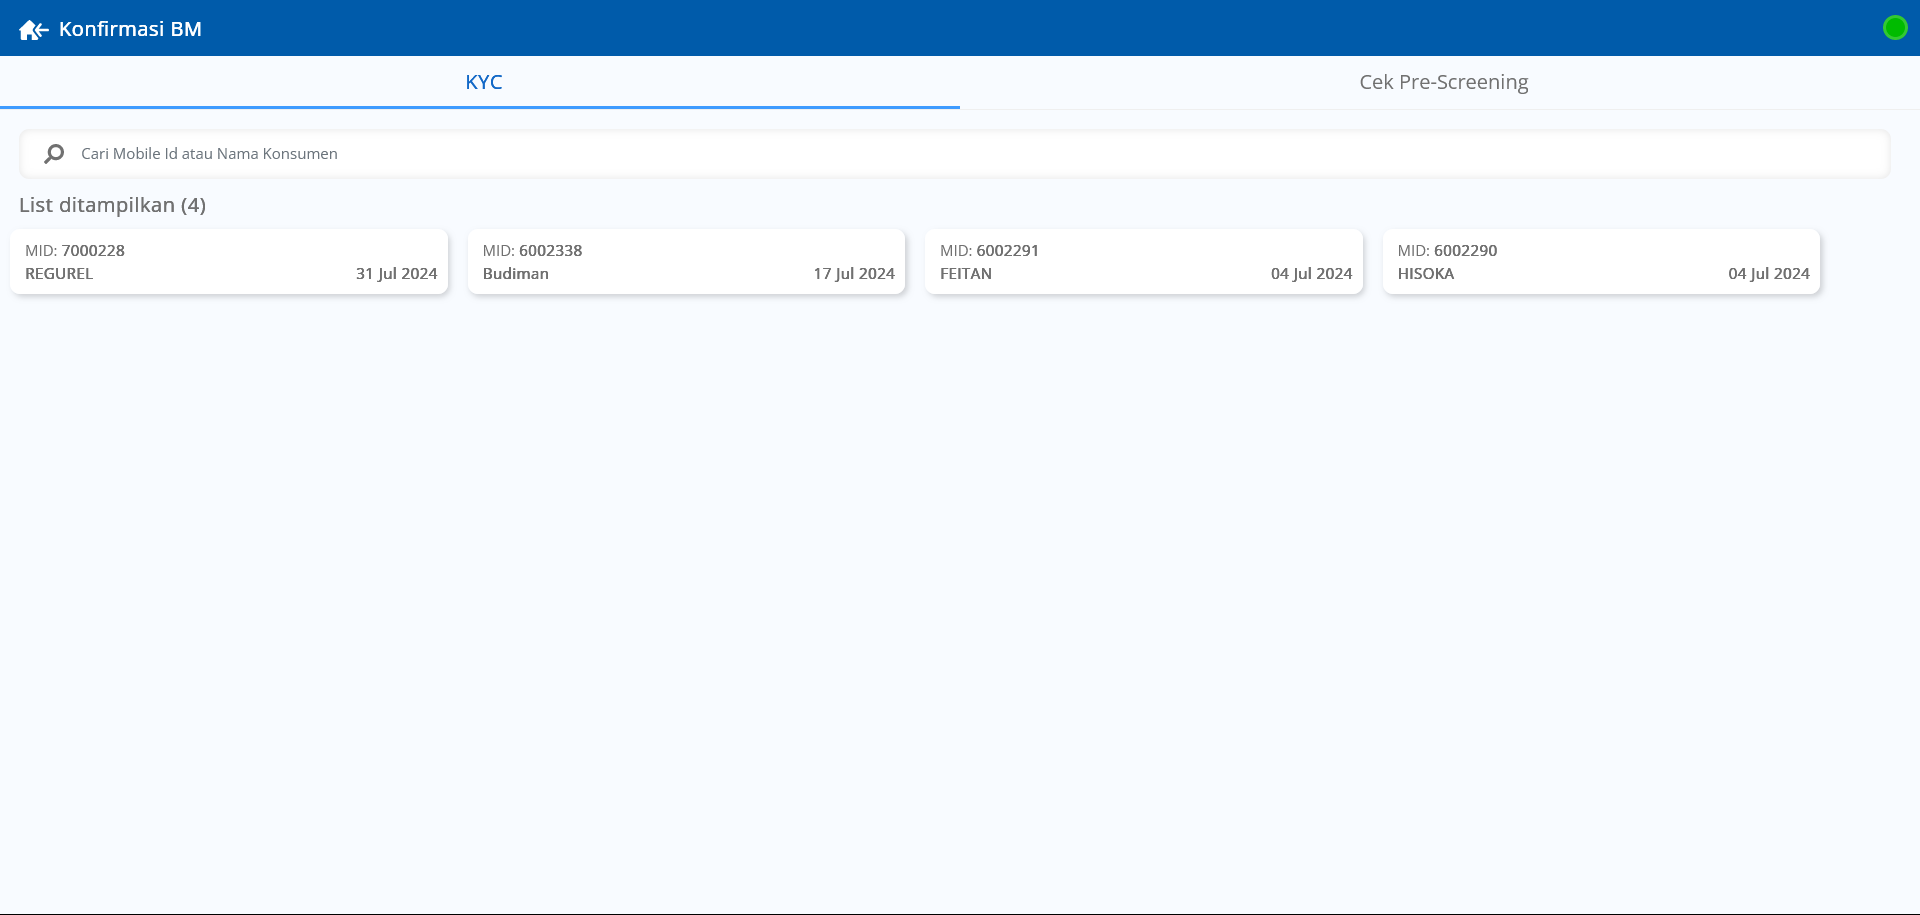 Konfirmasi BM
KYC
Cek Pre-Screening
Cari Mobile Id atau Nama Konsumen
List ditampilkan (4)
MID: 7000228
REGUREL 31 Jul 2024
MID: 6002338
Budiman 17 Jul 2024
MID: 6002291
FEITAN 04 Jul 2024
MID: 6002290
HISOKA 04 Jul 2024